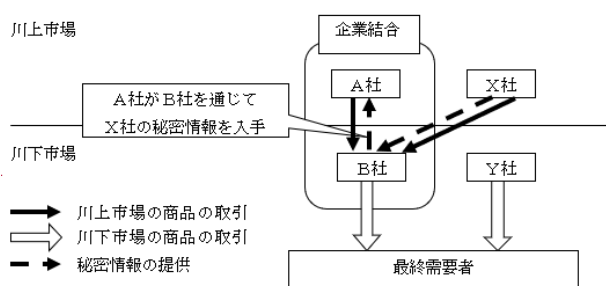 川上市場
企業結合
A社
X社
A社がB社を通じて
X社の秘密情報を入手
川下市場
B社
Y社
川上市場の商品の取引
川下市場の商品の取引
秘密情報の提供
最終需要者